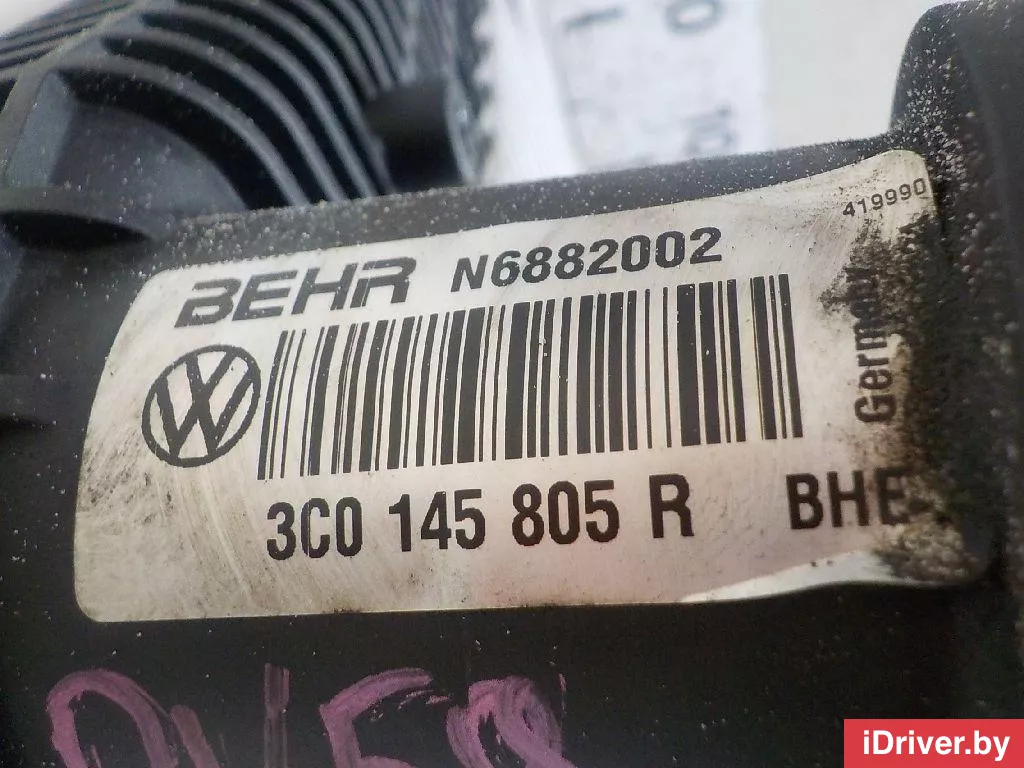 419990
BEHR N6882002
German
3C0 145 805 R BHE
iDriver.by